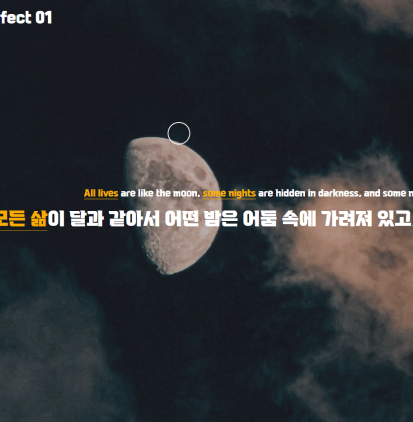 fect 01
All lives are like the moon, some nights are hidden in darkness, and some
모든 삶이 달과 같아서 어떤 밤은 어둠 속에 가려져 있고